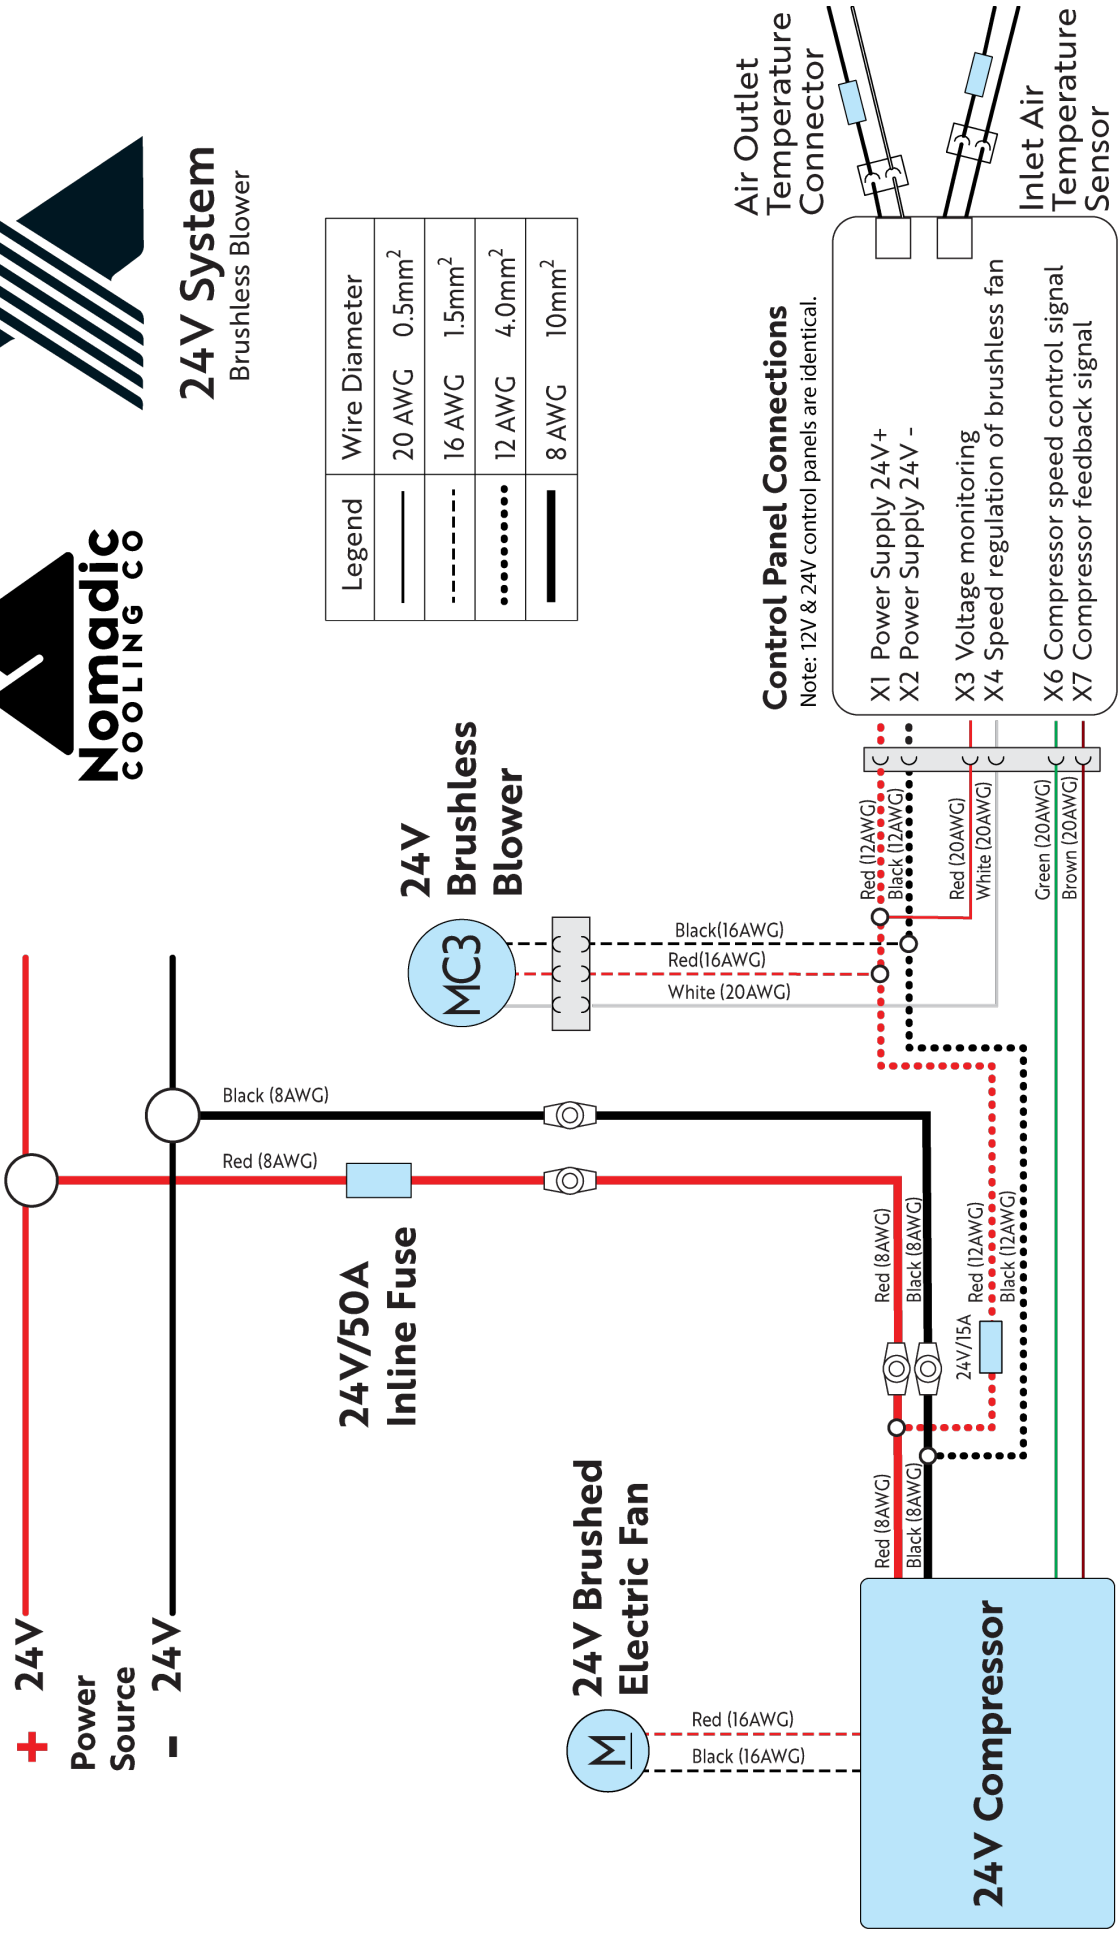 + 24V
Power
Source
- 24V
Nomadic
COOLING CO
24V System
Brushless Blower
Legend Wire Diameter
20 AWG 0.5mm²
16 AWG 1.5mm²
12 AWG 4.0mm²
8 AWG 10mm²
Red (8AWG)
Black (8AWG)
24V/50A
Inline Fuse
24V
Brushless
Blower
MC3
Black(16AWG)
Red(16AWG)
White (20AWG)
24V Brushed
Electric Fan
M
Red (16AWG)
Black (16AWG)
24V Compressor
Red (8AWG)
Black (8AWG)
Red (8AWG)
Black (8AWG)
24V/15A
Red (12AWG)
Black (12AWG)
Red (12AWG)
Black (12AWG)
Red (20AWG)
White (20AWG)
Green (20AWG)
Brown (20AWG)
Control Panel Connections
Note: 12V & 24V control panels are identical.
X1 Power Supply 24V+
X2 Power Supply 24V -
X3 Voltage monitoring
X4 Speed regulation of brushless fan
X6 Compressor speed control signal
X7 Compressor feedback signal
Air Outlet
Temperature
Connector
Inlet Air
Temperature
Sensor